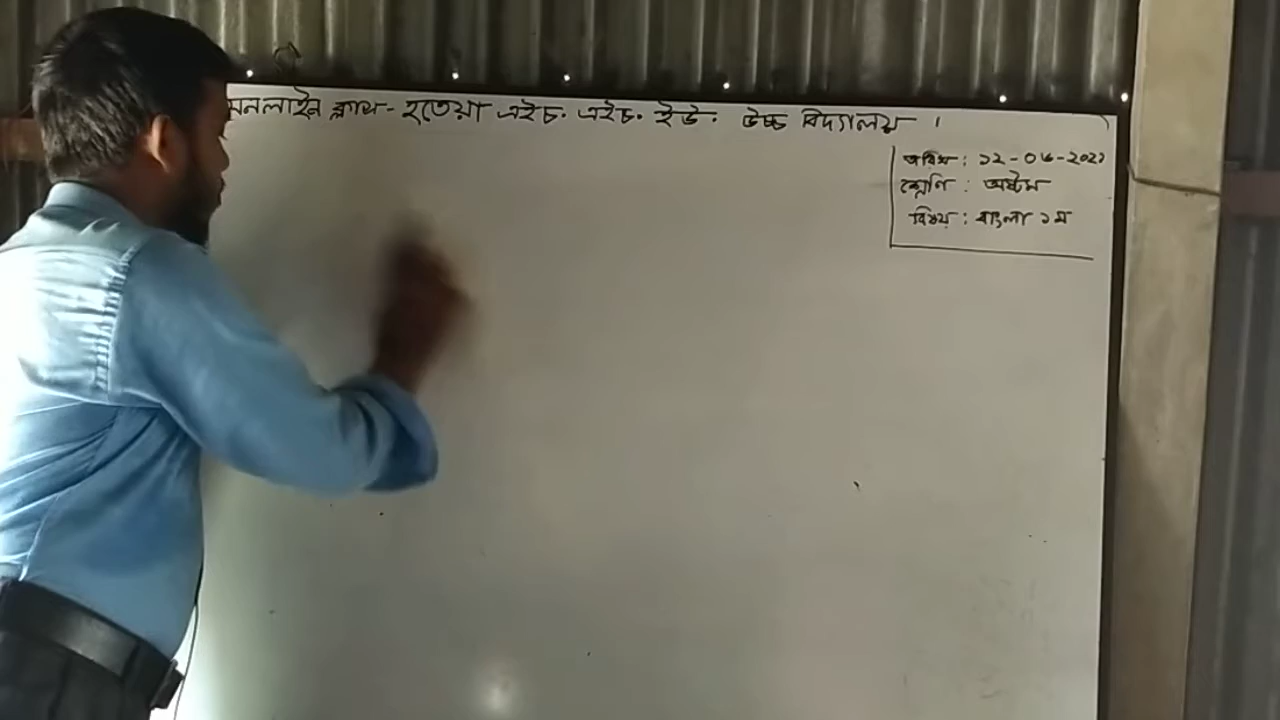 অনলাইন ক্লাস - হতেয়া এইচ. এইচ. ইউ. উচ্চ বিদ্যালয় ।
তারিখ : ১২-০৬-২০২১
শ্রেণি : অষ্টম
বিষয় : বাংলা ১ম